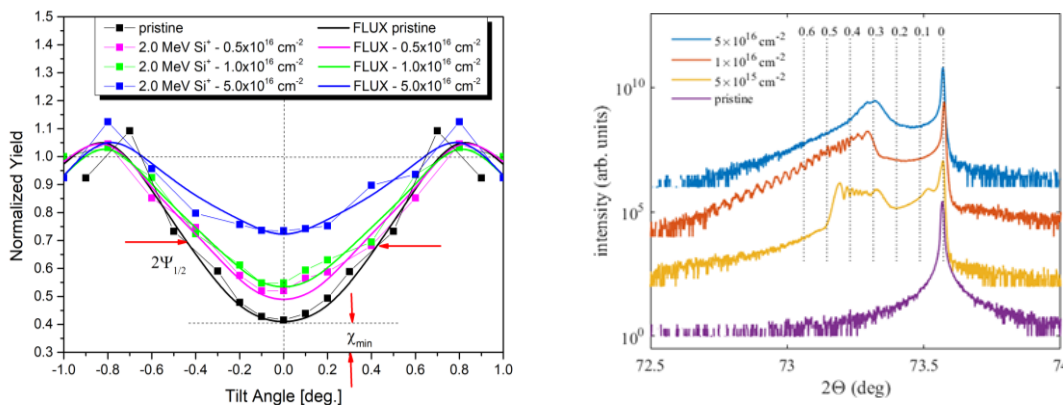 pristine FLUX pristine
2.0 MeV Si⁺ - 0.5x10¹⁶ cm⁻² FLUX - 0.5x10¹⁶ cm⁻²
2.0 MeV Si⁺ - 1.0x10¹⁶ cm⁻² FLUX - 1.0x10¹⁶ cm⁻²
2.0 MeV Si⁺ - 5.0x10¹⁶ cm⁻² FLUX - 5.0x10¹⁶ cm⁻²
1.5
1.4
1.3
1.2
1.1
1.0
0.9
0.8
0.7
0.6
0.5
0.4
0.3
Normalized Yield
2Ψ1/2
χmin
-1.0 -0.8 -0.6 -0.4 -0.2 0.0 0.2 0.4 0.6 0.8 1.0
Tilt Angle [deg.]
5×10¹⁶ cm⁻²
1×10¹⁶ cm⁻²
5×10¹⁵ cm⁻²
pristine
0.6 0.5 0.4 0.3 0.2 0.1 0
10¹⁰
10⁵
10⁰
intensity (arb. units)
72.5 73 73.5 74
2Θ (deg)